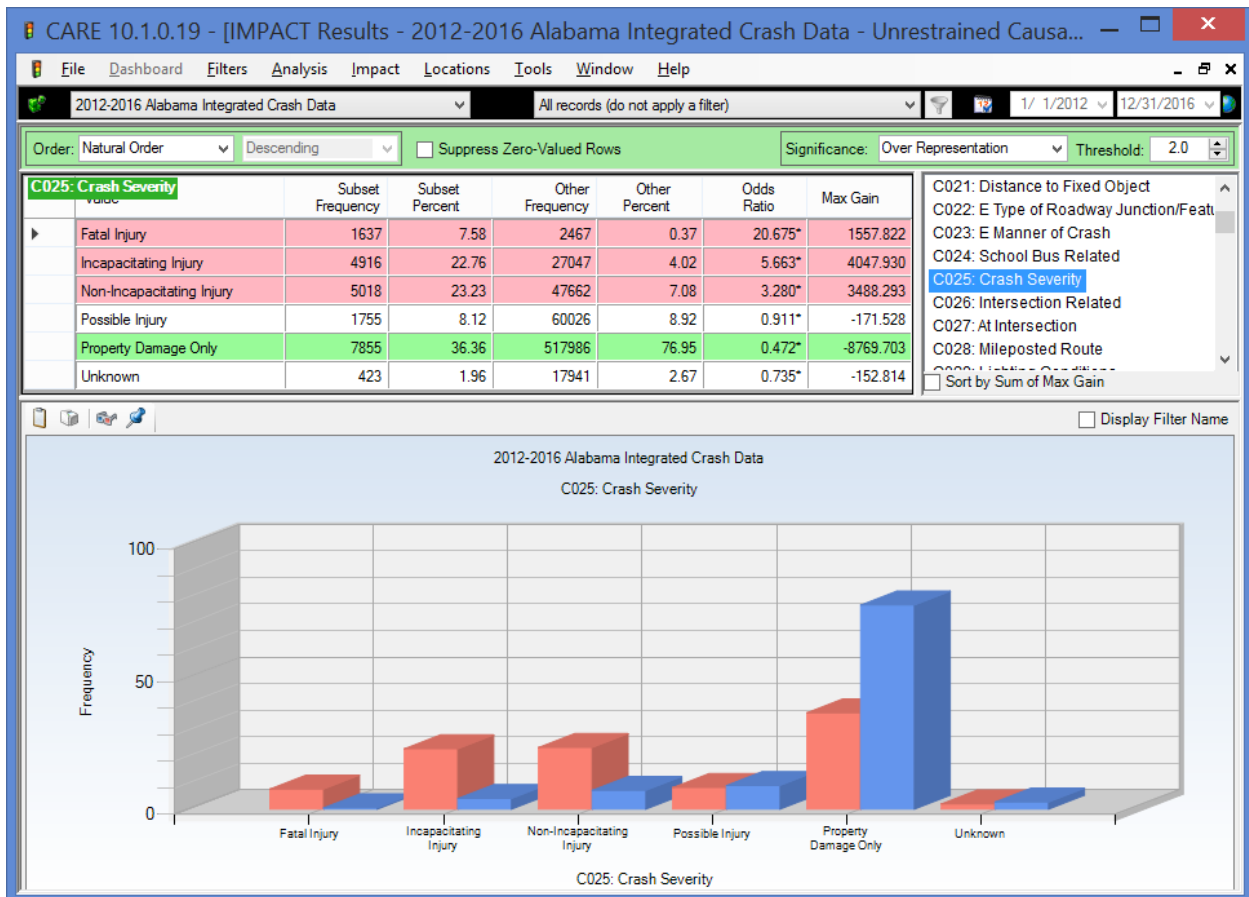 CARE 10.1.0.19 - [IMPACT Results - 2012-2016 Alabama Integrated Crash Data - Unrestrained Causa...
File Dashboard Filters Analysis Impact Locations Tools Window Help
2012-2016 Alabama Integrated Crash Data All records (do not apply a filter) 1/ 1/2012 12/31/2016
Order: Natural Order Descending Suppress Zero-Valued Rows Significance: Over Representation Threshold: 2.0
C025: Crash Severity
Subset Frequency Subset Percent Other Frequency Other Percent Odds Ratio Max Gain
Fatal Injury 1637 7.58 2467 0.37 20.675* 1557.822
Incapacitating Injury 4916 22.76 27047 4.02 5.663* 4047.930
Non-Incapacitating Injury 5018 23.23 47662 7.08 3.280* 3488.293
Possible Injury 1755 8.12 60026 8.92 0.911* -171.528
Property Damage Only 7855 36.36 517986 76.95 0.472* -8769.703
Unknown 423 1.96 17941 2.67 0.735* -152.814
C021: Distance to Fixed Object
C022: E Type of Roadway Junction/Featu
C023: E Manner of Crash
C024: School Bus Related
C025: Crash Severity
C026: Intersection Related
C027: At Intersection
C028: Mileposted Route
Sort by Sum of Max Gain
Display Filter Name
2012-2016 Alabama Integrated Crash Data
C025: Crash Severity
100
50
0
Frequency
Fatal Injury
Incapacitating
Injury
Non-Incapacitating
Injury
Possible Injury
Property
Damage Only
Unknown
C025: Crash Severity